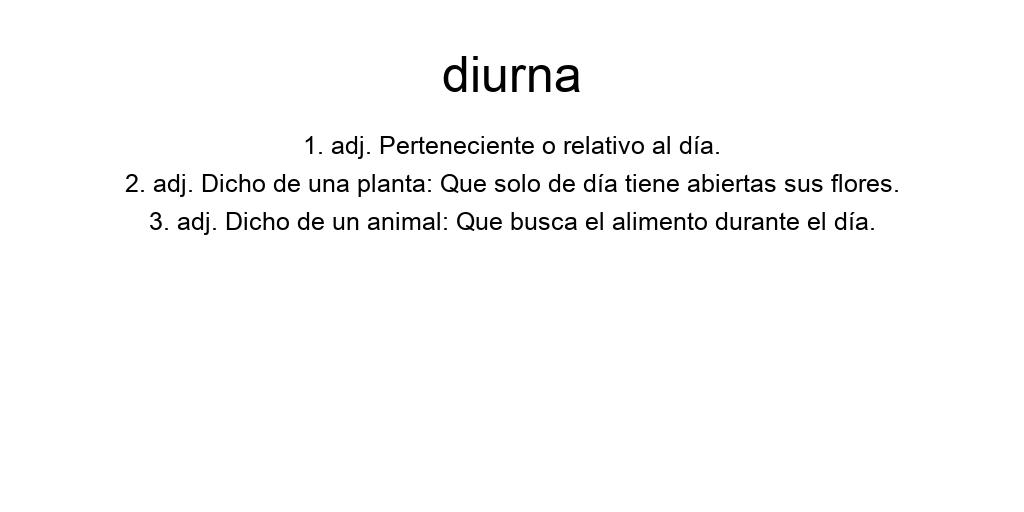 diurna
1. adj. Perteneciente o relativo al día.
2. adj. Dicho de una planta: Que solo de día tiene abiertas sus flores.
3. adj. Dicho de un animal: Que busca el alimento durante el día.